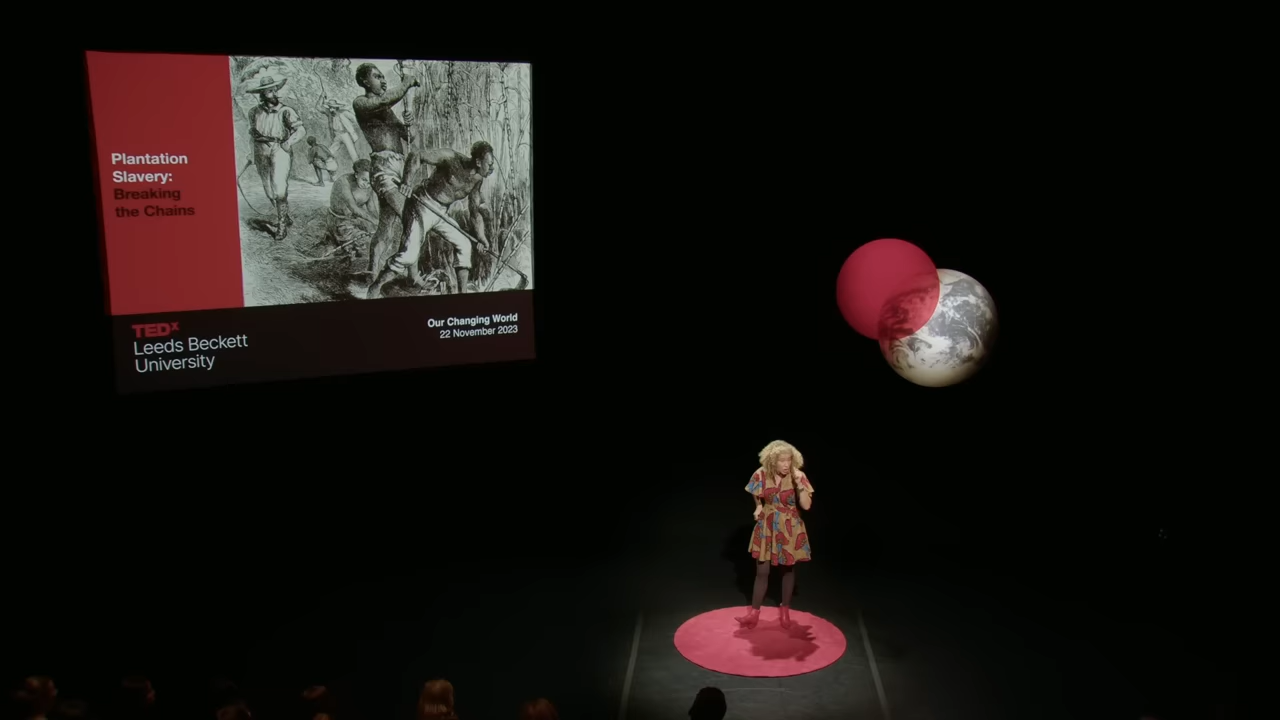 Plantation
Slavery:
Breaking
the Chains
TEDx
Leeds Beckett
University
Our Changing World
22 November 2023